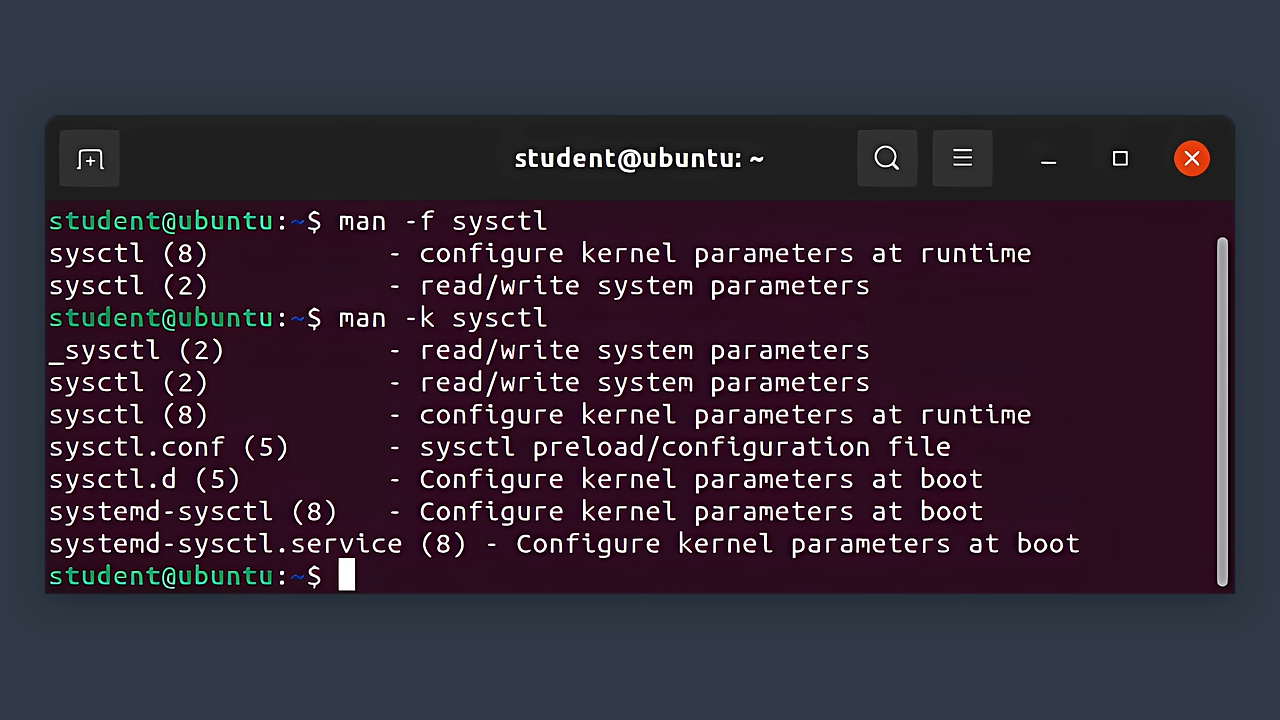 student@ubuntu: ~
student@ubuntu:~$ man -f sysctl
sysctl (8)           - configure kernel parameters at runtime
sysctl (2)           - read/write system parameters
student@ubuntu:~$ man -k sysctl
_sysctl (2)          - read/write system parameters
sysctl (2)           - read/write system parameters
sysctl (8)           - configure kernel parameters at runtime
sysctl.conf (5)      - sysctl preload/configuration file
sysctl.d (5)         - Configure kernel parameters at boot
systemd-sysctl (8)   - Configure kernel parameters at boot
systemd-sysctl.service (8) - Configure kernel parameters at boot
student@ubuntu:~$